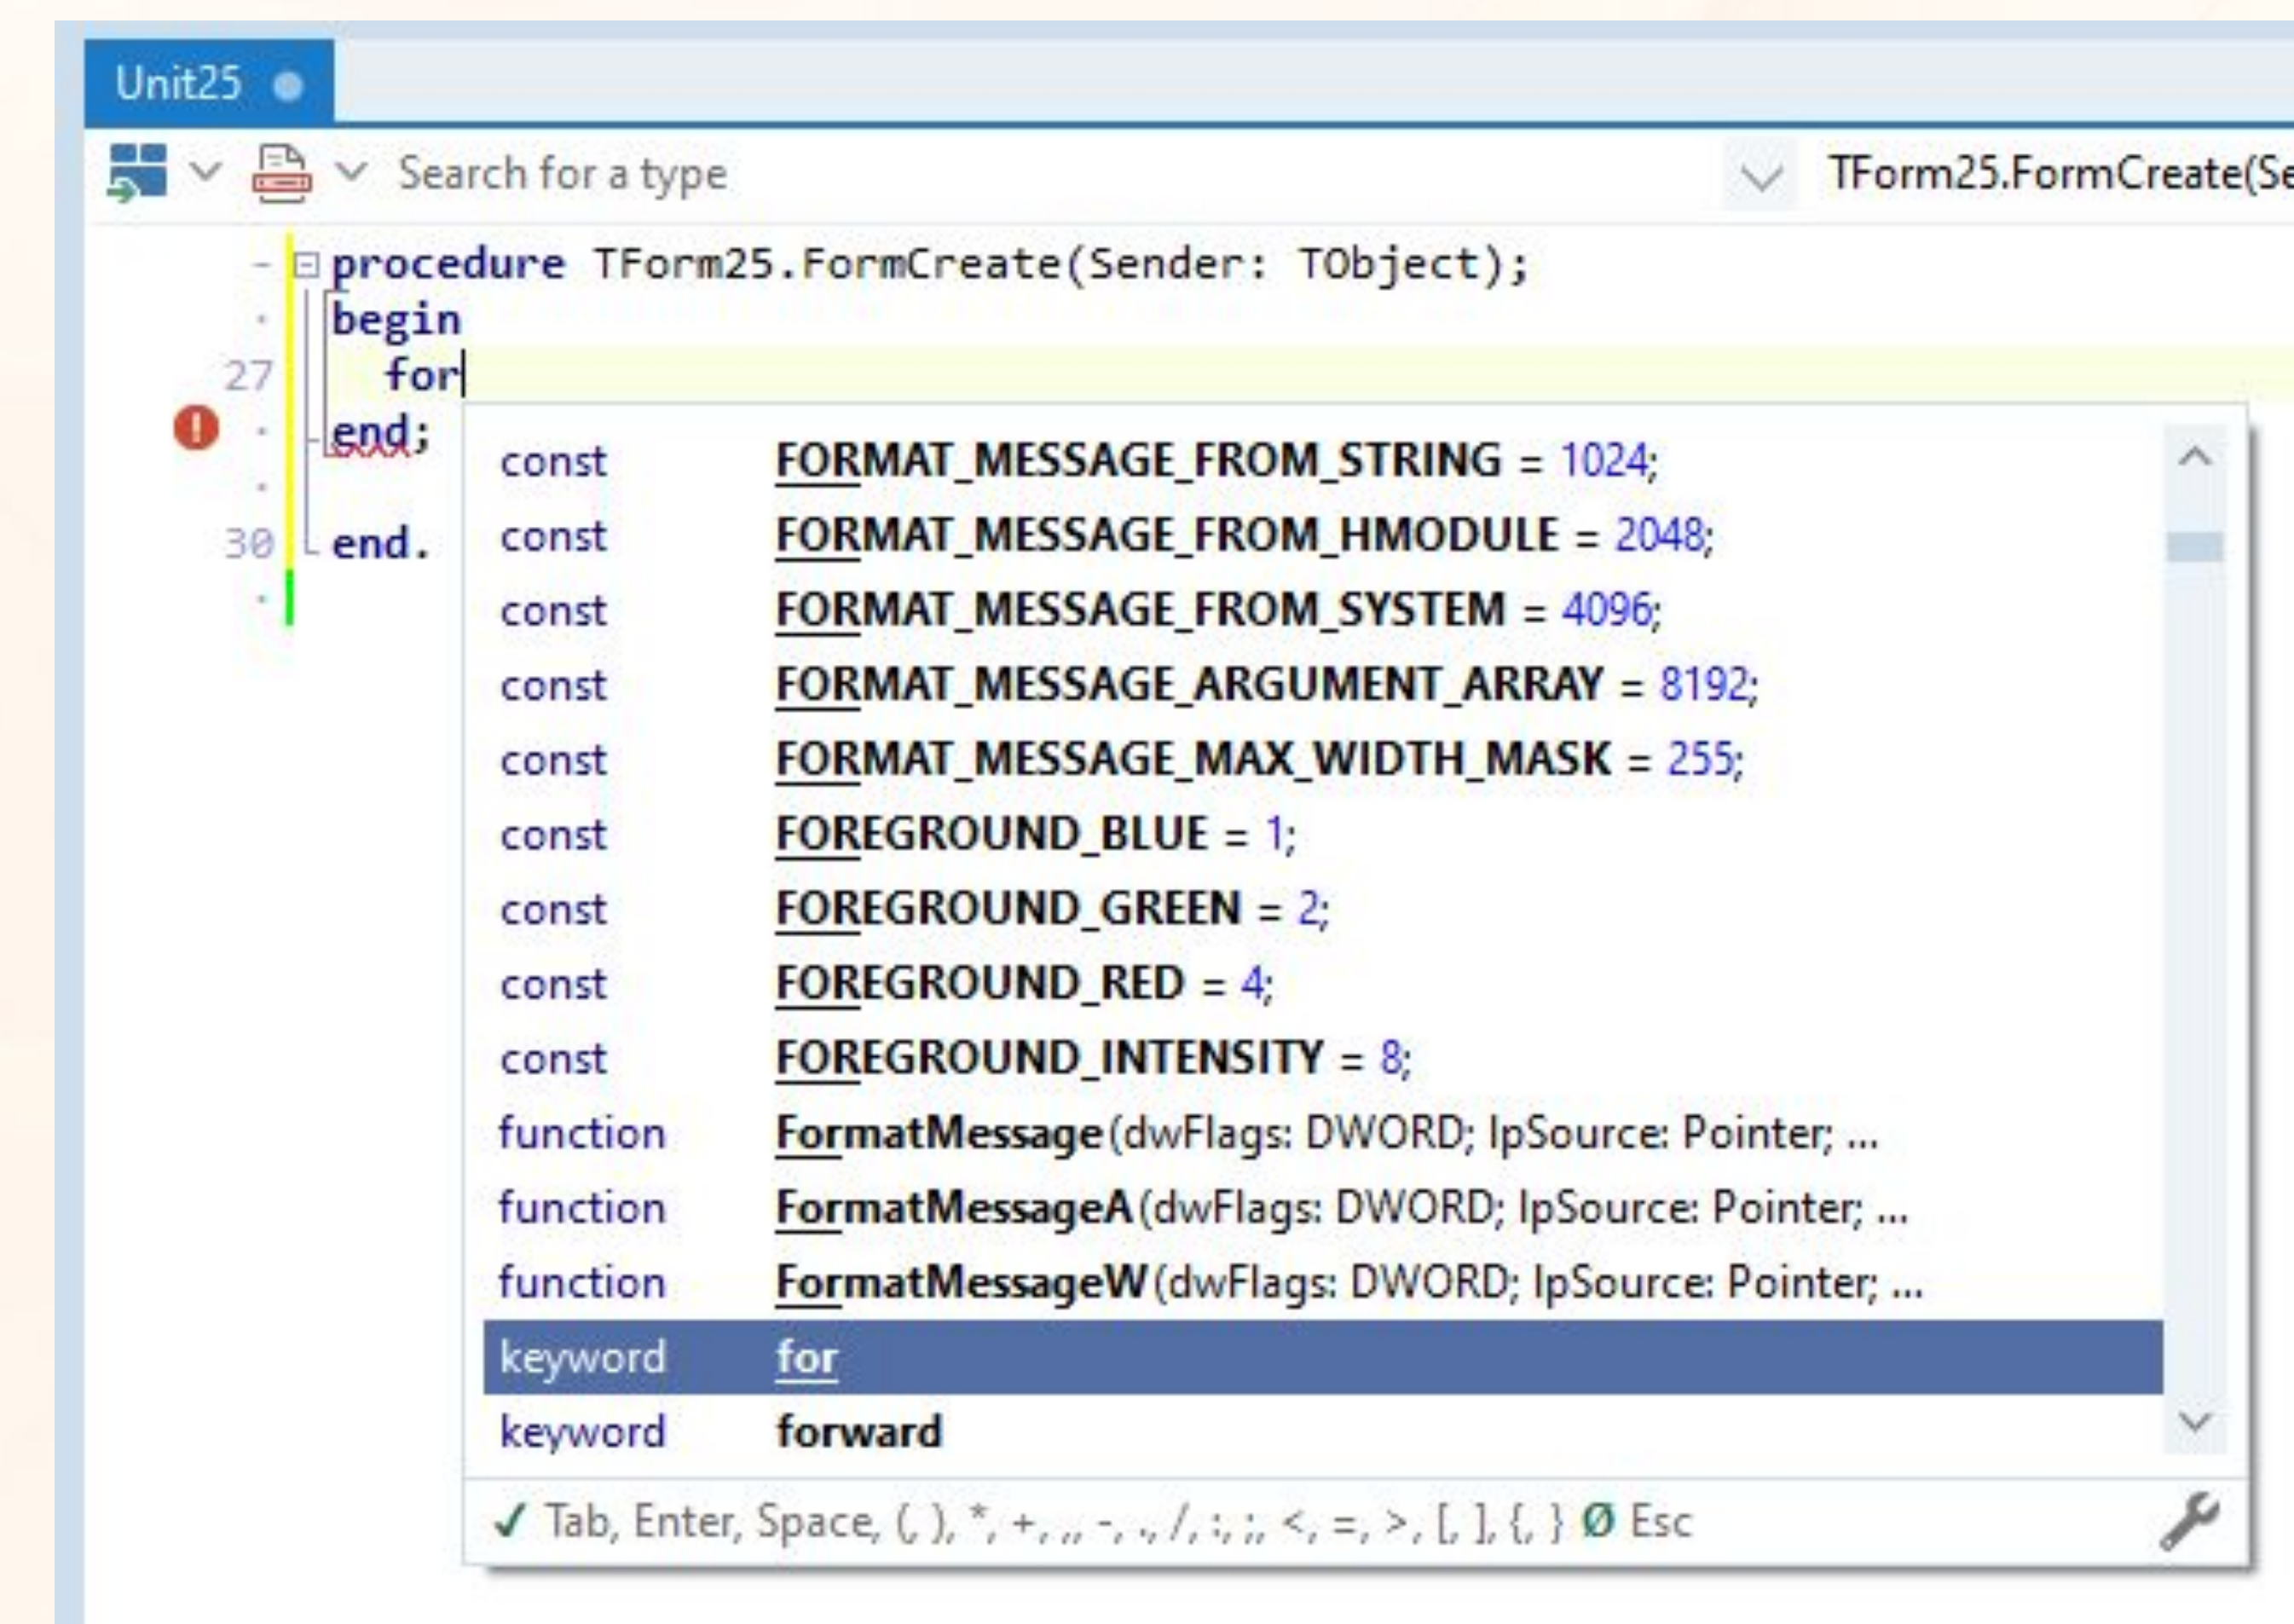 Unit25
Search for a type TForm25.FormCreate(Se
procedure TForm25.FormCreate(Sender: TObject);
begin
27 for
end;
30 end.
const FORMAT_MESSAGE_FROM_STRING = 1024;
const FORMAT_MESSAGE_FROM_HMODULE = 2048;
const FORMAT_MESSAGE_FROM_SYSTEM = 4096;
const FORMAT_MESSAGE_ARGUMENT_ARRAY = 8192;
const FORMAT_MESSAGE_MAX_WIDTH_MASK = 255;
const FOREGROUND_BLUE = 1;
const FOREGROUND_GREEN = 2;
const FOREGROUND_RED = 4;
const FOREGROUND_INTENSITY = 8;
function FormatMessage(dwFlags: DWORD; lpSource: Pointer; ...
function FormatMessageA(dwFlags: DWORD; lpSource: Pointer; ...
function FormatMessageW(dwFlags: DWORD; lpSource: Pointer; ...
keyword for
keyword forward
✓ Tab, Enter, Space, (, ), *, +, ,, -, ., /, :, ;, <, =, >, [, ], {, } Ø Esc